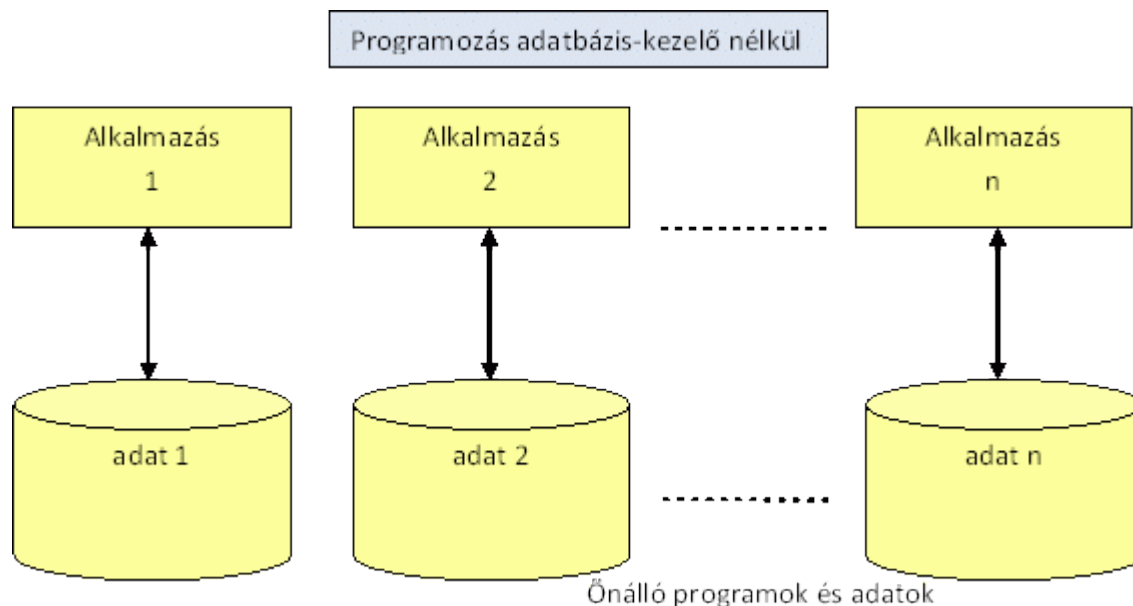 Programozás adatbázis-kezelő nélkül
Alkalmazás
1
Alkalmazás
2
Alkalmazás
n
adat 1
adat 2
adat n
Önálló programok és adatok